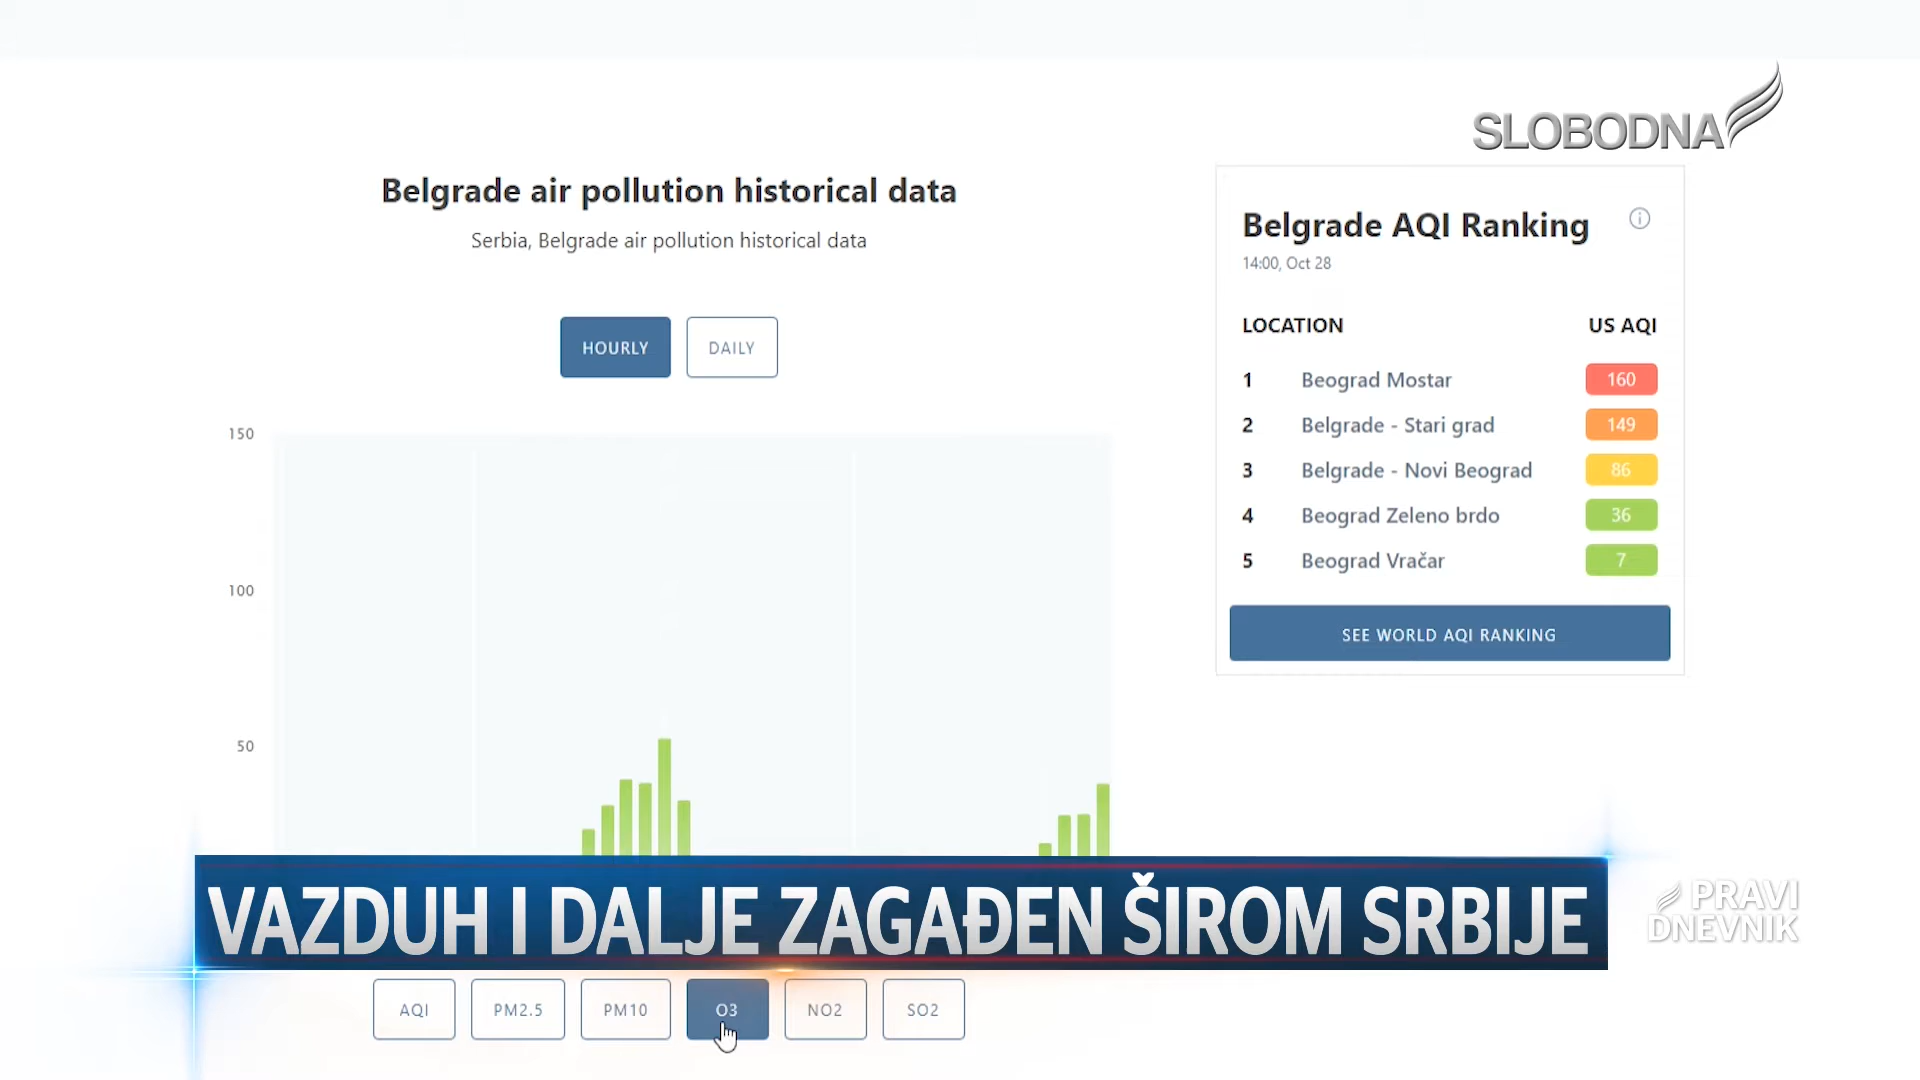 SLOBODNA
Belgrade air pollution historical data
Serbia, Belgrade air pollution historical data
HOURLY DAILY
150
100
50
Belgrade AQI Ranking
14:00, Oct 28
LOCATION US AQI
1 Beograd Mostar 160
2 Belgrade - Stari grad 149
3 Belgrade - Novi Beograd 86
4 Beograd Zeleno brdo 36
5 Beograd Vračar 7
SEE WORLD AQI RANKING
VAZDUH I DALJE ZAGAĐEN ŠIROM SRBIJE
PRAVI
DNEVNIK
AQI PM2.5 PM10 O3 NO2 SO2